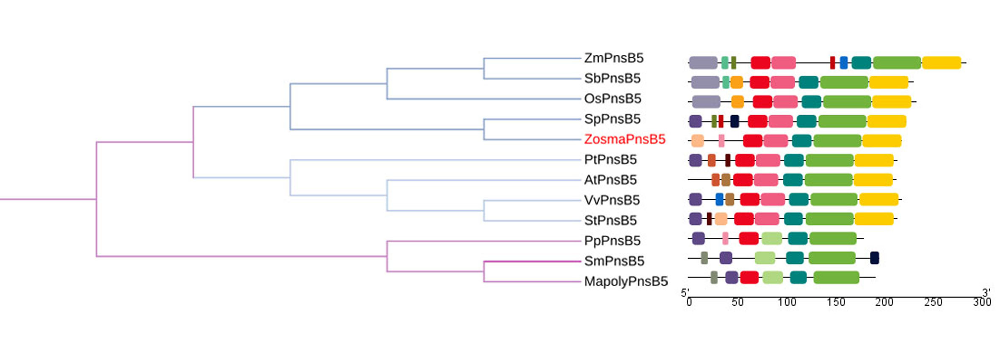 ZmPnsB5
SbPnsB5
OsPnsB5
SpPnsB5
ZosmaPnsB5
PtPnsB5
AtPnsB5
VvPnsB5
StPnsB5
PpPnsB5
SmPnsB5
MapolyPnsB5
5' 3'
0 50 100 150 200 250 300